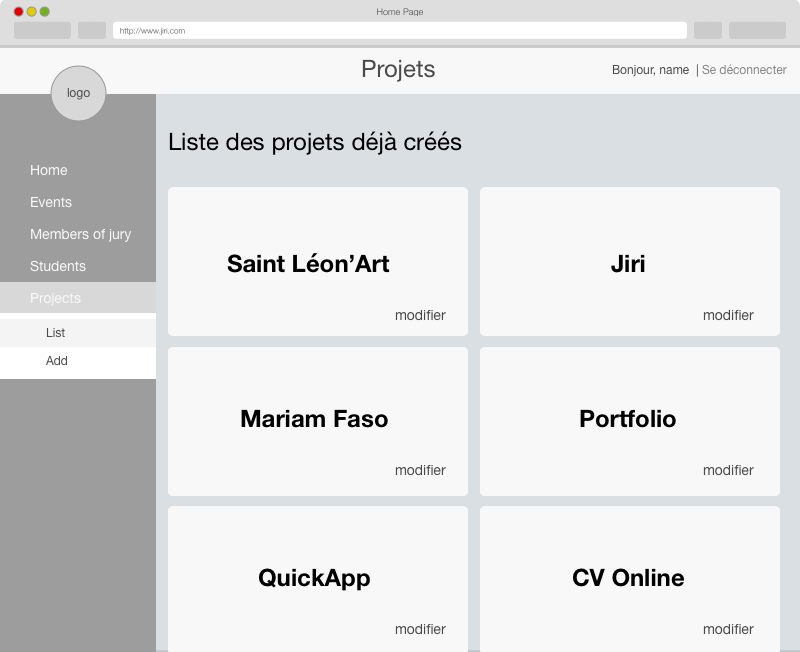 Home Page
http://www.jiri.com
logo
Projets
Bonjour, name | Se déconnecter
Home
Events
Members of jury
Students
Projects
List
Add
Liste des projets déjà créés
Saint Léon’Art
modifier
Jiri
modifier
Mariam Faso
modifier
Portfolio
modifier
QuickApp
modifier
CV Online
modifier